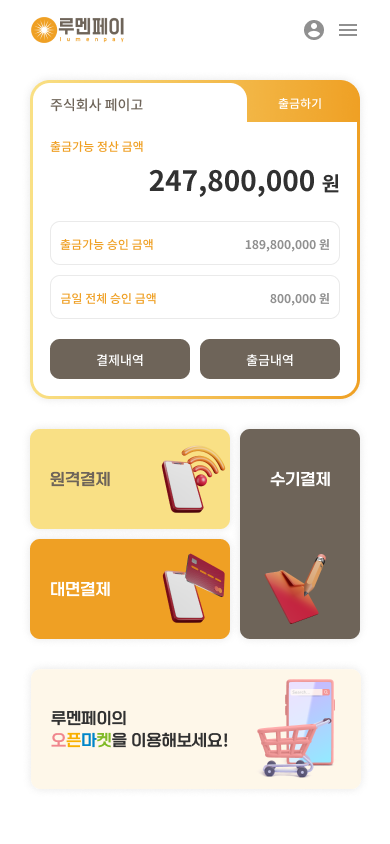 루멘페이
lumenpay
주식회사 페이고
출금하기
출금가능 정산 금액
247,800,000 원
출금가능 승인 금액
189,800,000 원
금일 전체 승인 금액
800,000 원
결제내역
출금내역
원격결제
수기결제
대면결제
루멘페이의
오픈마켓을 이용해보세요!